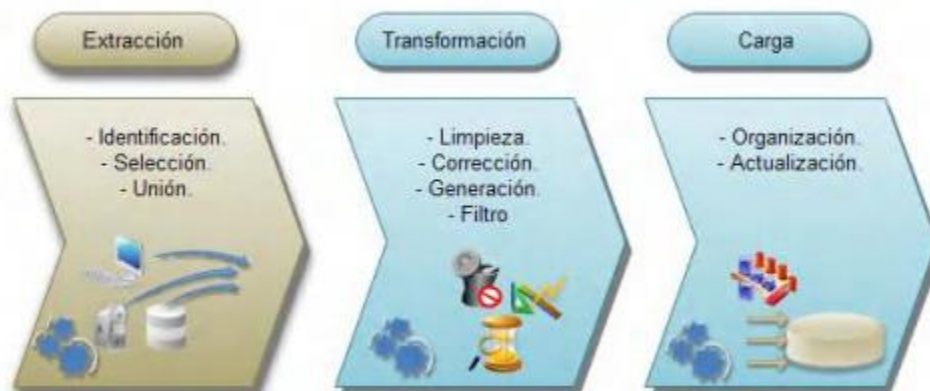 Extracción
- Identificación.
- Selección.
- Unión.
Transformación
- Limpieza.
- Corrección.
- Generación.
- Filtro
Carga
- Organización.
- Actualización.